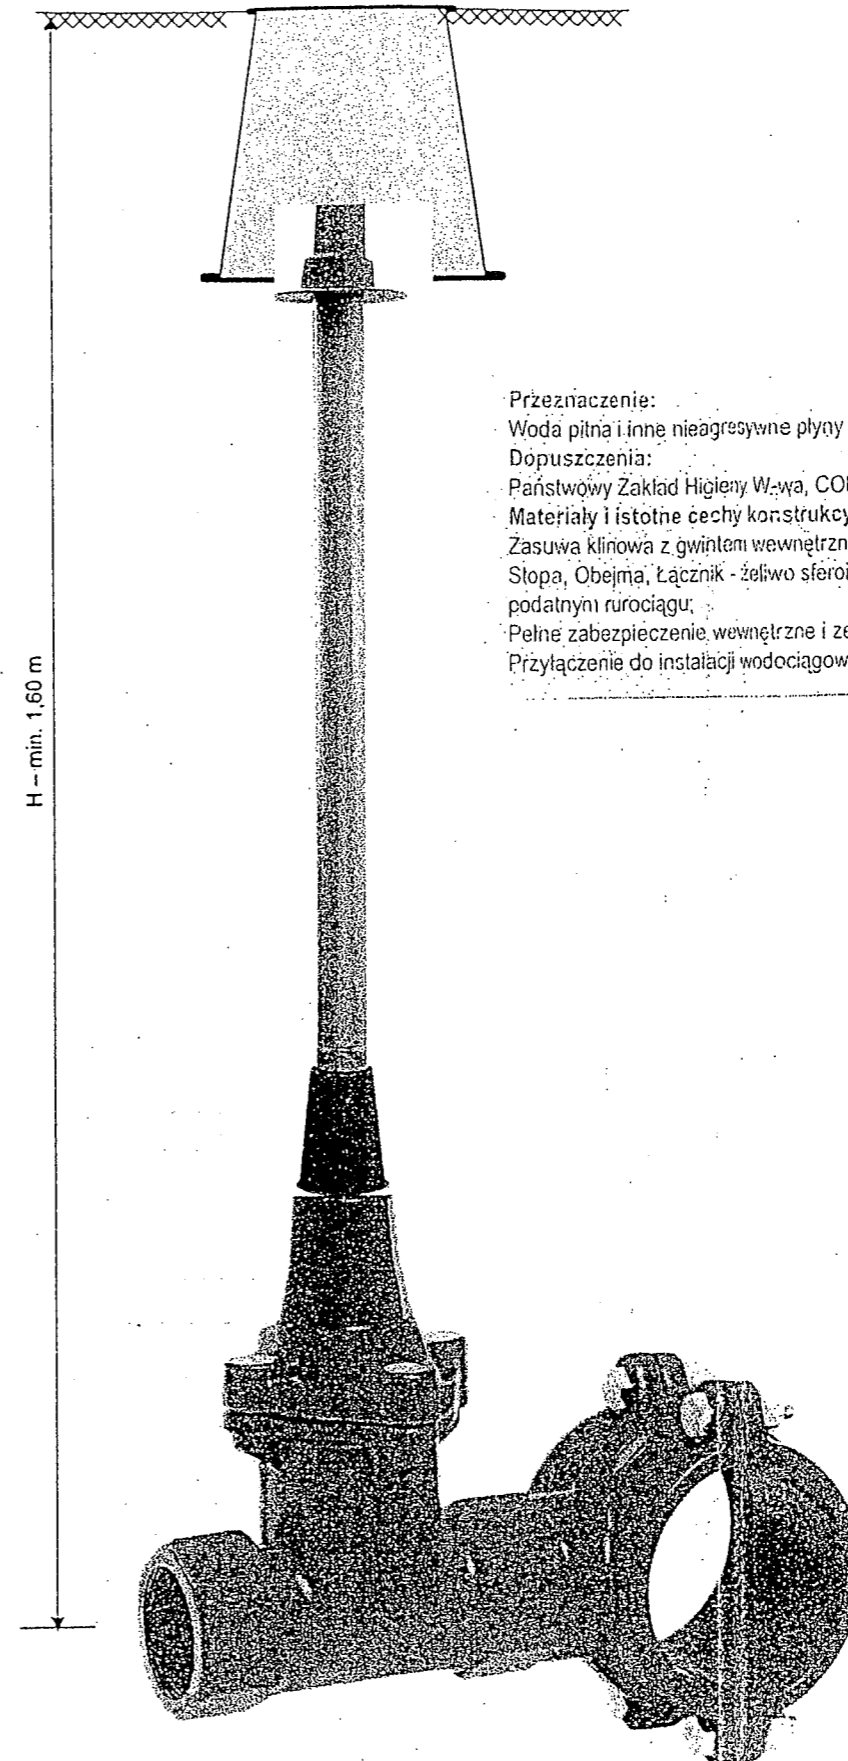 Przeznaczenie:
Woda pitna i inne nieagresywne płyny
Dopuszczenia:
Państwowy Zakład Higieny W-wa,
Materiały i istotne cechy konstrukcy
Zasuwa klinowa z gwintem wewnętrzn
Stopa, Obejma, Łącznik - żeliwo sferoi
podatnym rurociągu;
Pełne zabezpieczenie wewnętrzne i ze
Przyłączenie do instalacji wodociągow
H – min. 1,60 m